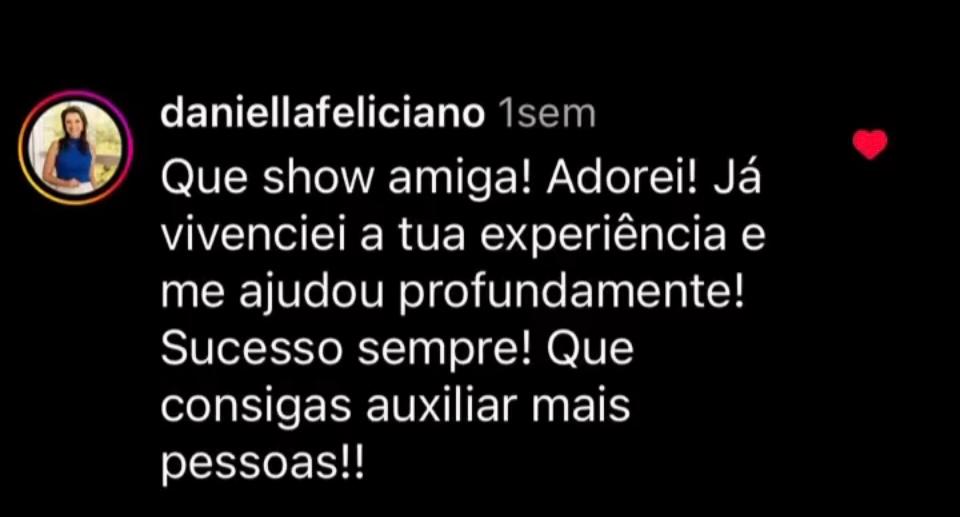 daniellafeliciano 1sem
Que show amiga! Adorei! Já
vivenciei a tua experiência e
me ajudou profundamente!
Sucesso sempre! Que
consigas auxiliar mais
pessoas!!